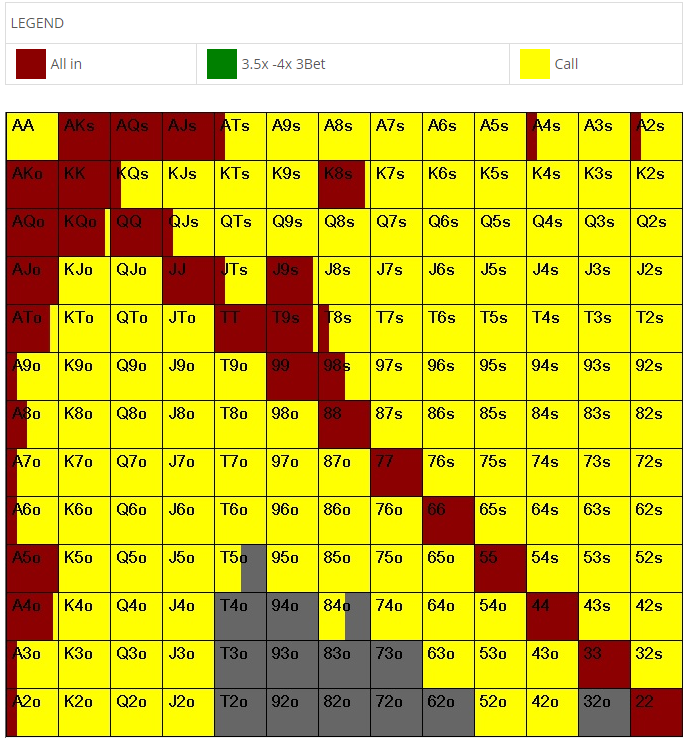 LEGEND
All in 3.5x -4x 3Bet Call
AA AKs AQs AJs ATs A9s A8s A7s A6s A5s A4s A3s A2s
AKo KK KQs KJs KTs K9s K8s K7s K6s K5s K4s K3s K2s
AQo KQo QQ QJs QTs Q9s Q8s Q7s Q6s Q5s Q4s Q3s Q2s
AJo KJo QJo JJ JTs J9s J8s J7s J6s J5s J4s J3s J2s
ATo KTo QTo JTo TT T9s T8s T7s T6s T5s T4s T3s T2s
A9o K9o Q9o J9o T9o 99 98s 97s 96s 95s 94s 93s 92s
A8o K8o Q8o J8o T8o 98o 88 87s 86s 85s 84s 83s 82s
A7o K7o Q7o J7o T7o 97o 87o 77 76s 75s 74s 73s 72s
A6o K6o Q6o J6o T6o 96o 86o 76o 66 65s 64s 63s 62s
A5o K5o Q5o J5o T5o 95o 85o 75o 65o 55 54s 53s 52s
A4o K4o Q4o J4o T4o 94o 84o 74o 64o 54o 44 43s 42s
A3o K3o Q3o J3o T3o 93o 83o 73o 63o 53o 43o 33 32s
A2o K2o Q2o J2o T2o 92o 82o 72o 62o 52o 42o 32o 22